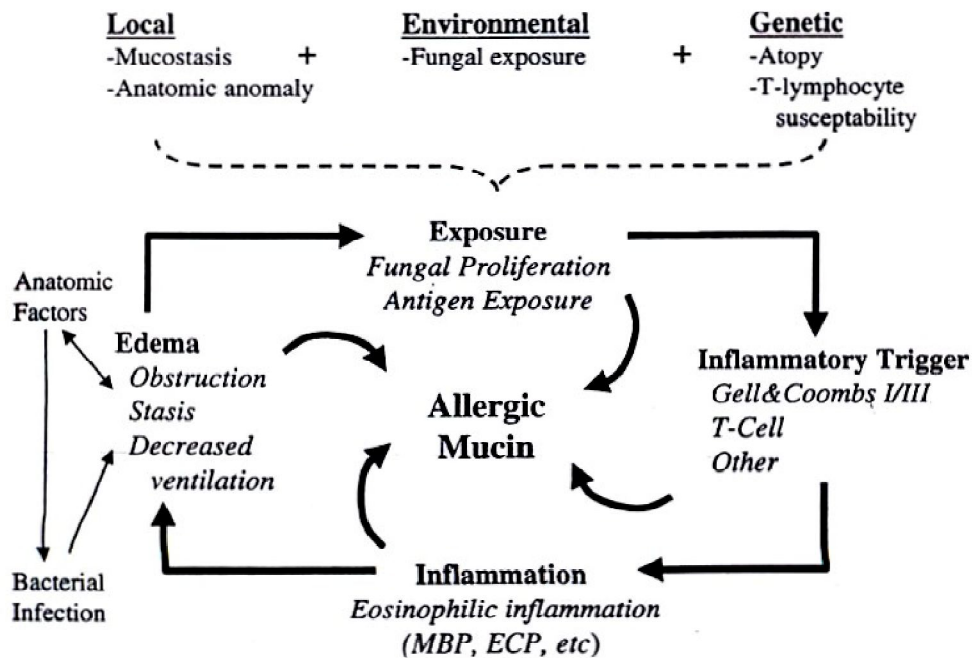 Local
-Mucostasis
-Anatomic anomaly
+
Environmental
-Fungal exposure
+
Genetic
-Atopy
-T-lymphocyte
susceptability
Exposure
Fungal Proliferation
Antigen Exposure
Anatomic
Factors
Edema
Obstruction
Stasis
Decreased
ventilation
Allergic
Mucin
Inflammatory Trigger
Gell&Coombs I/III
T-Cell
Other
Bacterial
Infection
Inflammation
Eosinophilic inflammation
(MBP, ECP, etc)